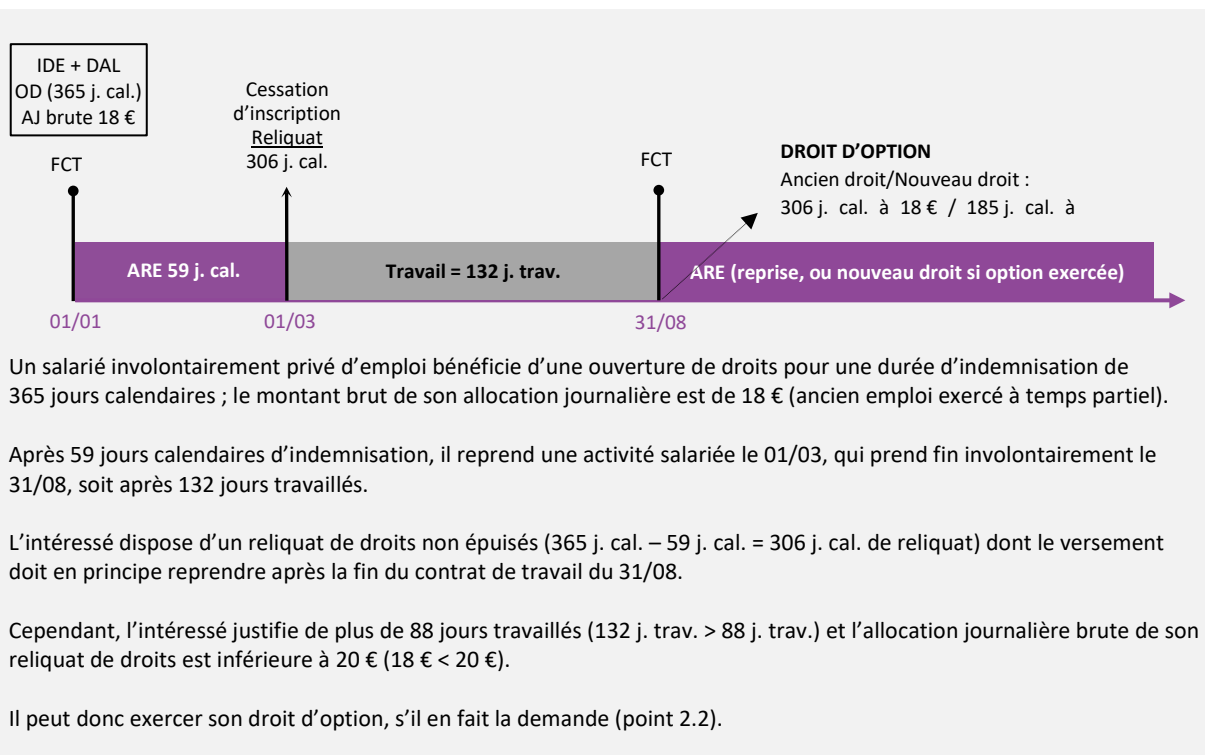 IDE + DAL
OD (365 j. cal.)
AJ brute 18 €
FCT
Cessation
d’inscription
Reliquat
306 j. cal.
FCT
DROIT D’OPTION
Ancien droit/Nouveau droit :
306 j. cal. à 18 € / 185 j. cal. à
ARE 59 j. cal.
Travail = 132 j. trav.
ARE (reprise, ou nouveau droit si option exercée)
01/01
01/03
31/08
Un salarié involontairement privé d’emploi bénéficie d’une ouverture de droits pour une durée d’indemnisation de
365 jours calendaires ; le montant brut de son allocation journalière est de 18 € (ancien emploi exercé à temps partiel).
Après 59 jours calendaires d’indemnisation, il reprend une activité salariée le 01/03, qui prend fin involontairement le
31/08, soit après 132 jours travaillés.
L’intéressé dispose d’un reliquat de droits non épuisés (365 j. cal. – 59 j. cal. = 306 j. cal. de reliquat) dont le versement
doit en principe reprendre après la fin du contrat de travail du 31/08.
Cependant, l’intéressé justifie de plus de 88 jours travaillés (132 j. trav. > 88 j. trav.) et l’allocation journalière brute de son
reliquat de droits est inférieure à 20 € (18 € < 20 €).
Il peut donc exercer son droit d’option, s’il en fait la demande (point 2.2).